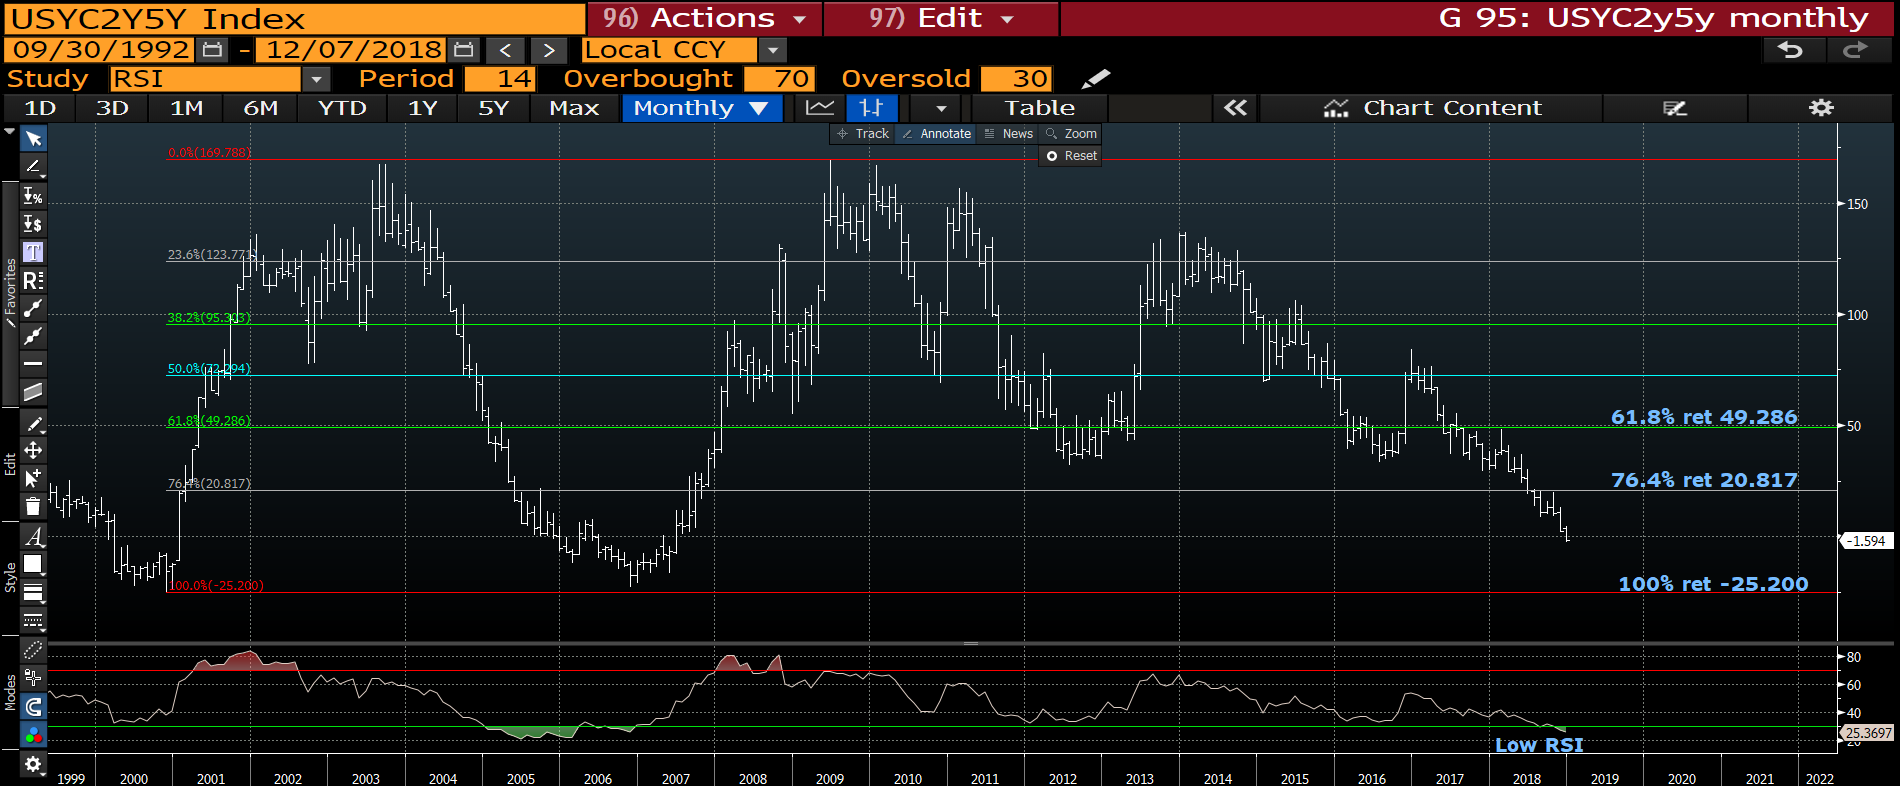 USYC2Y5Y Index 96) Actions 97) Edit G 95: USYC2y5y monthly
09/30/1992 - 12/07/2018 < > Local CCY
Study RSI Period 14 Overbought 70 Oversold 30
1D 3D 1M 6M YTD 1Y 5Y Max Monthly ▼ Table « Chart Content
Track Annotate News Zoom
Reset
0.0%(169.788)
150
23.6%(123.771)
38.2%(95.303)
100
50.0%(72.294)
61.8%(49.286)
61.8% ret 49.286
50
76.4%(20.817)
76.4% ret 20.817
-1.594
100.0%(-25.200)
100% ret -25.200
Favorites
Edit
Style
Modes
%
$
T
R
A
80
60
40
25.3697
20
Low RSI
1999 2000 2001 2002 2003 2004 2005 2006 2007 2008 2009 2010 2011 2012 2013 2014 2015 2016 2017 2018 2019 2020 2021 2022